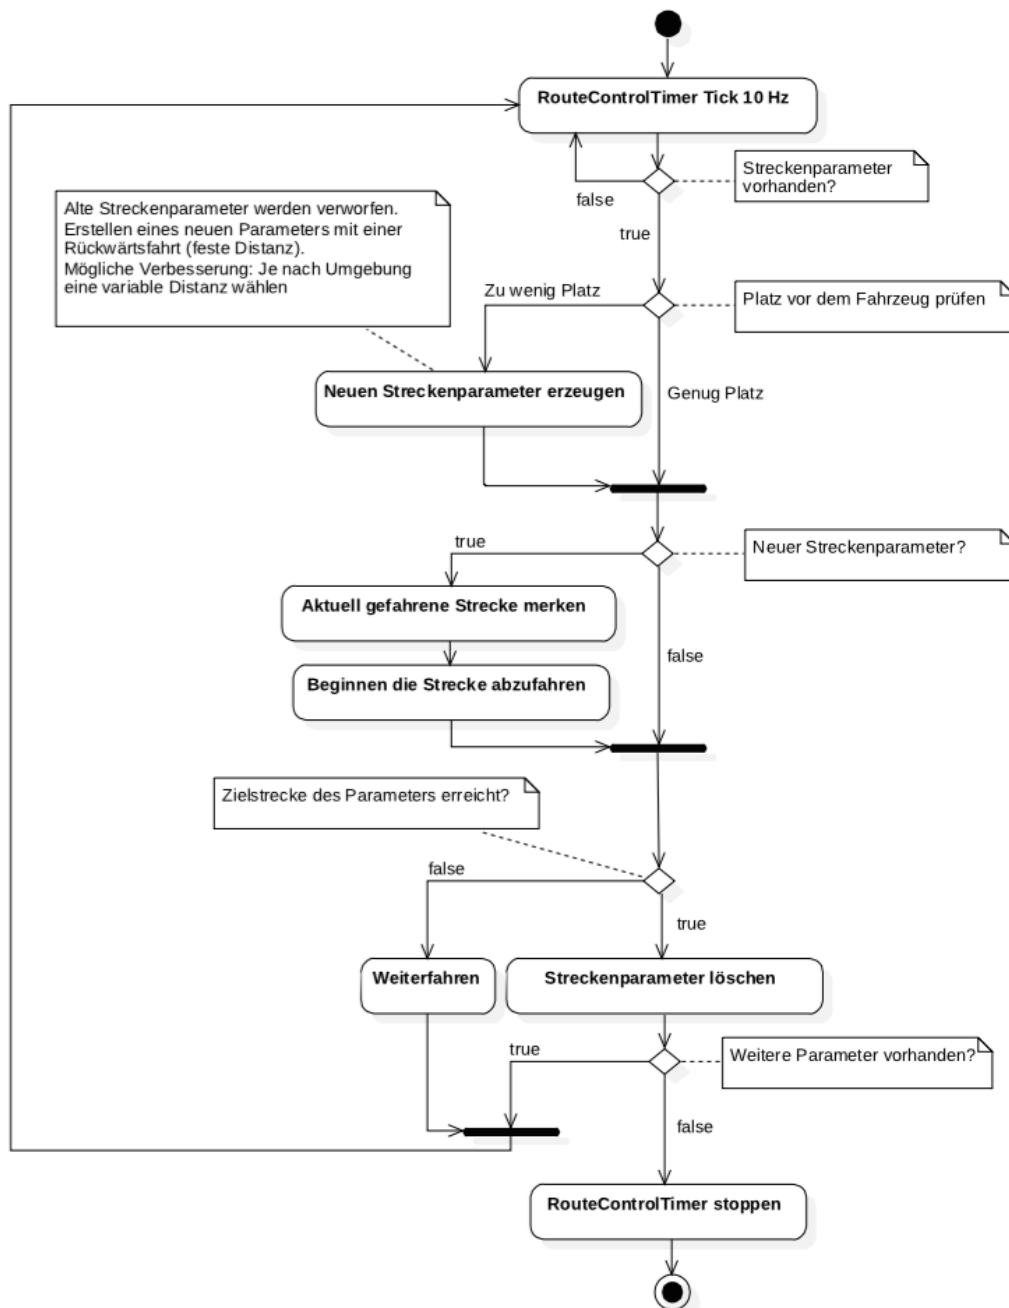 RouteControlTimer Tick 10 Hz
Streckenparameter
vorhanden?
false
true
Alte Streckenparameter werden verworfen.
Erstellen eines neuen Parameters mit einer
Rückwärtsfahrt (feste Distanz).
Mögliche Verbesserung: Je nach Umgebung
eine variable Distanz wählen
Zu wenig Platz
Platz vor dem Fahrzeug prüfen
Neuen Streckenparameter erzeugen
Genug Platz
true
Neuer Streckenparameter?
Aktuell gefahrene Strecke merken
false
Beginnen die Strecke abzufahren
Zielstrecke des Parameters erreicht?
false
true
Weiterfahren
Streckenparameter löschen
true
Weitere Parameter vorhanden?
false
RouteControlTimer stoppen